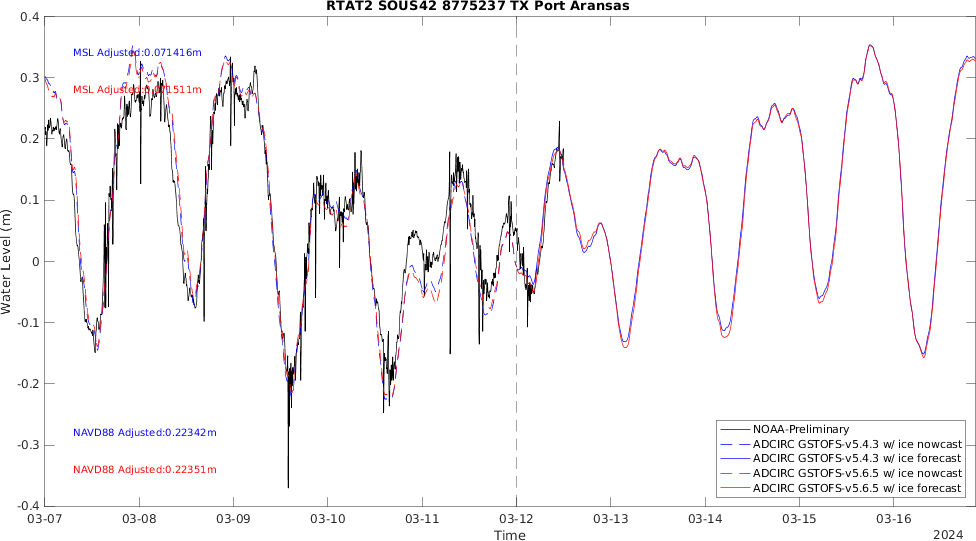 RTAT2 SOUS42 8775237 TX Port Aransas
0.4
0.3
0.2
0.1
0
-0.1
-0.2
-0.3
-0.4
Water Level (m)
MSL Adjusted:0.071416m
MSL Adjusted:0.071511m
NAVD88 Adjusted:0.22342m
NAVD88 Adjusted:0.22351m
NOAA-Preliminary
ADCIRC GSTOFS-v5.4.3 w/ ice nowcast
ADCIRC GSTOFS-v5.4.3 w/ ice forecast
ADCIRC GSTOFS-v5.6.5 w/ ice nowcast
ADCIRC GSTOFS-v5.6.5 w/ ice forecast
03-07 03-08 03-09 03-10 03-11 03-12 03-13 03-14 03-15 03-16
Time
2024